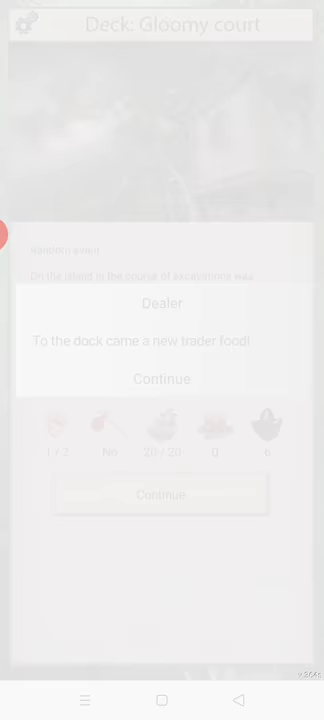 Deck: Gloomy court
Random event
On the island in the course of excavations was
Dealer
To the dock came a new trader food!
Continue
1 / 2 No 20 / 20 0 6
Continue